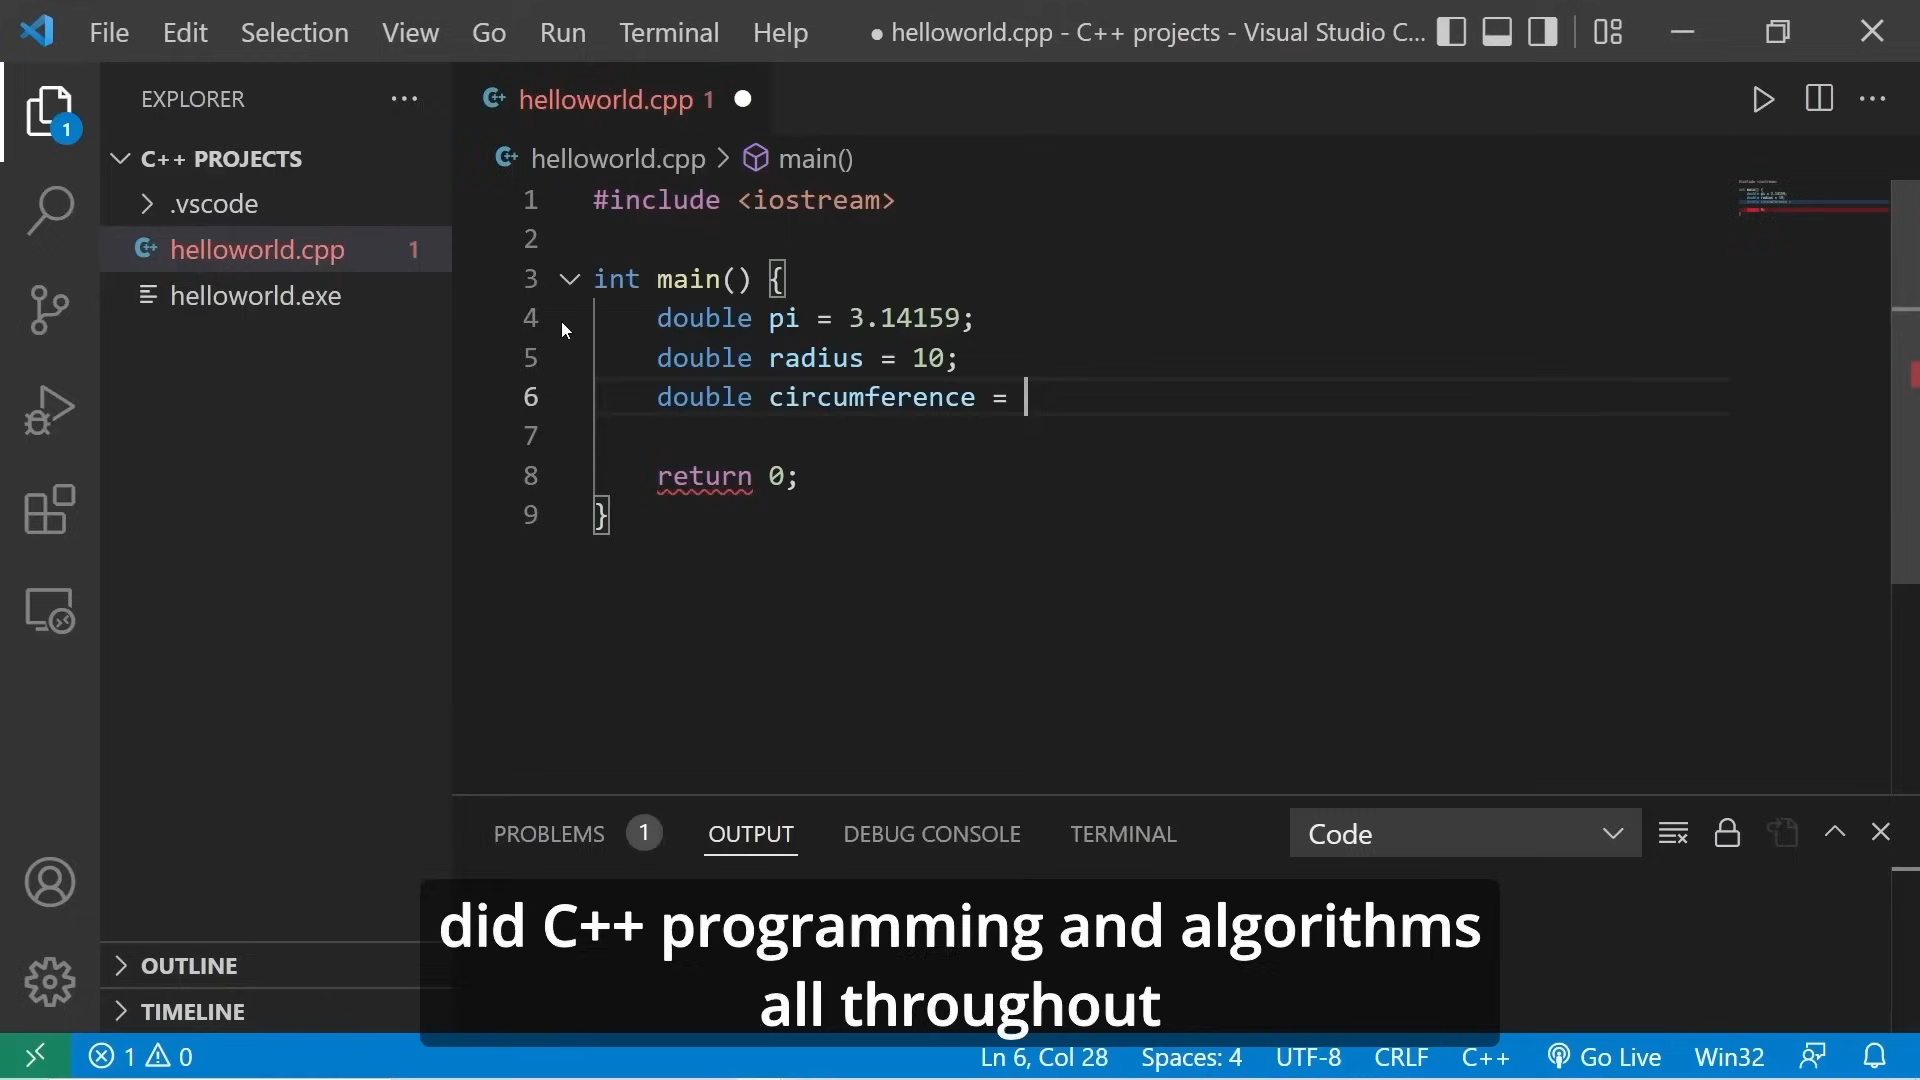 File Edit Selection View Go Run Terminal Help ● helloworld.cpp - C++ projects - Visual Studio C...
EXPLORER
helloworld.cpp 1
C++ PROJECTS
helloworld.cpp > main()
.vscode
helloworld.cpp 1
helloworld.exe
1 #include <iostream>
2
3 int main() {
4 double pi = 3.14159;
5 double radius = 10;
6 double circumference =
7
8 return 0;
9 }
1
PROBLEMS 1 OUTPUT DEBUG CONSOLE TERMINAL Code
did C++ programming and algorithms
all throughout
OUTLINE
TIMELINE
1 0 Ln 6, Col 28 Spaces: 4 UTF-8 CRLF C++ Go Live Win32